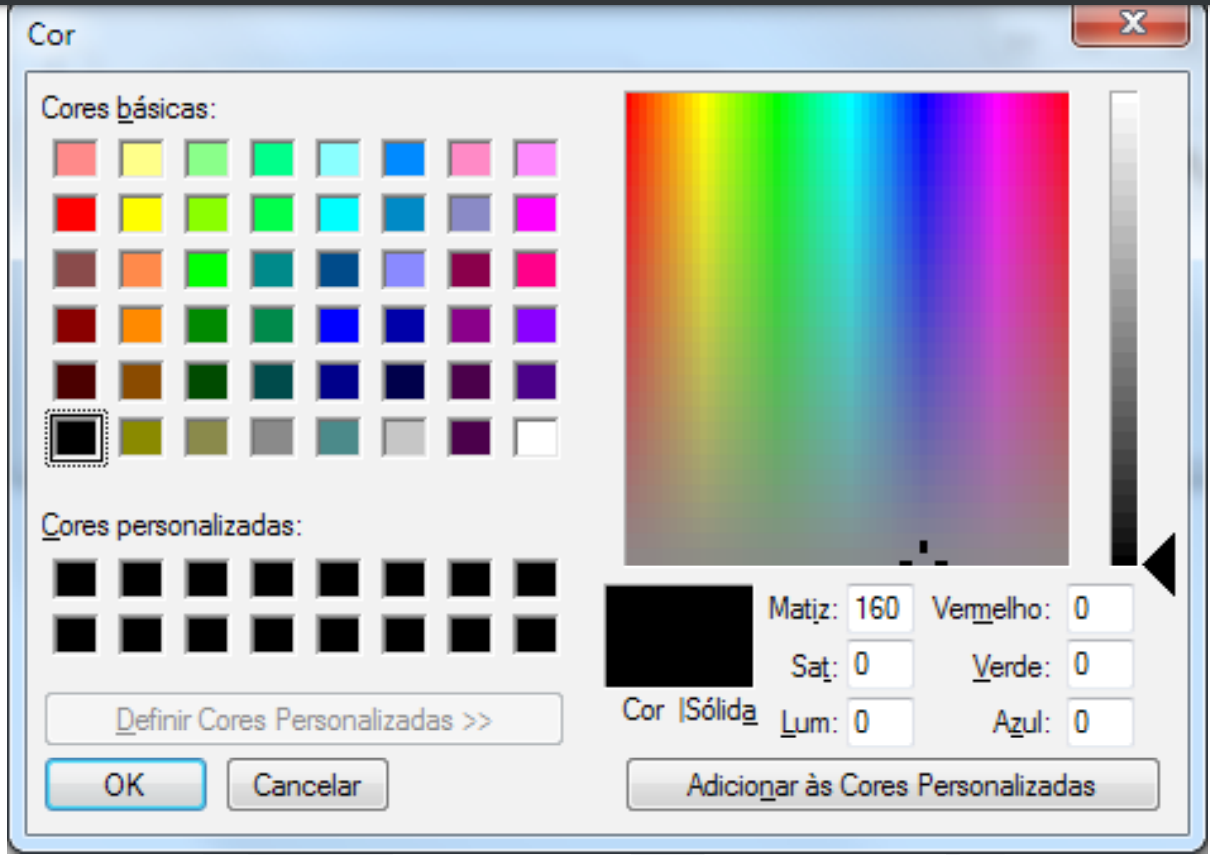 Cor
X
Cores básicas:
Cores personalizadas:
Definir Cores Personalizadas >>
OK
Cancelar
Matiz: 160
Vermelho: 0
Sat: 0
Verde: 0
Cor |Sólida
Lum: 0
Azul: 0
Adicionar às Cores Personalizadas